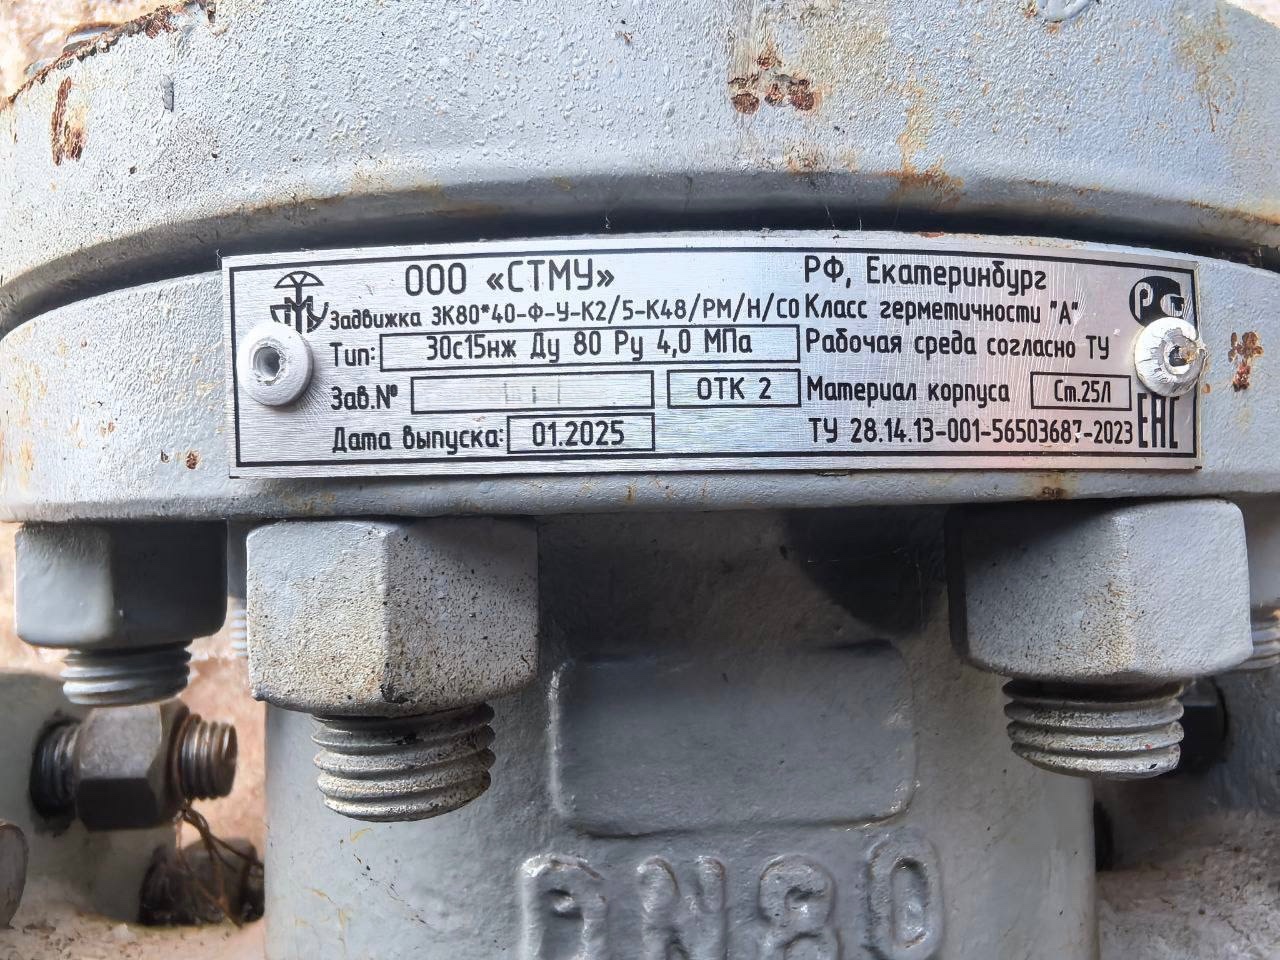 ООО «СТМУ»
Задвижка ЗК80*40-Ф-У-К2/5-К48/РМ/Н/СО
Тип: 30с15нж Ду 80 Ру 4,0 МПа
Зав.№
ОТК 2
Дата выпуска: 01.2025
РФ, Екатеринбург
Класс герметичности "А"
Рабочая среда согласно ТУ
Материал корпуса Ст.25Л
ТУ 28.14.13-001-56503687-2023
РС
ЕАС
DN80